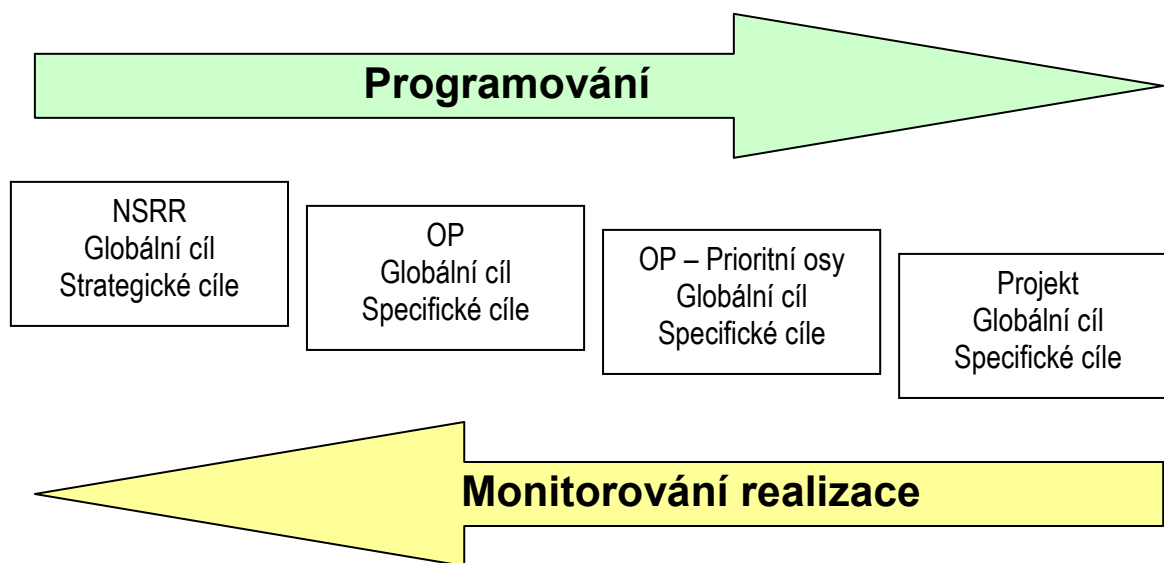 Programování
NSRR
Globální cíl
Strategické cíle
OP
Globální cíl
Specifické cíle
OP – Prioritní osy
Globální cíl
Specifické cíle
Projekt
Globální cíl
Specifické cíle
Monitorování realizace